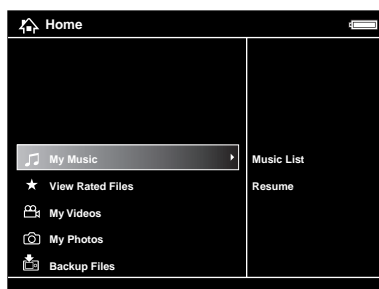 Home
My Music
View Rated Files
My Videos
My Photos
Backup Files
Music List
Resume